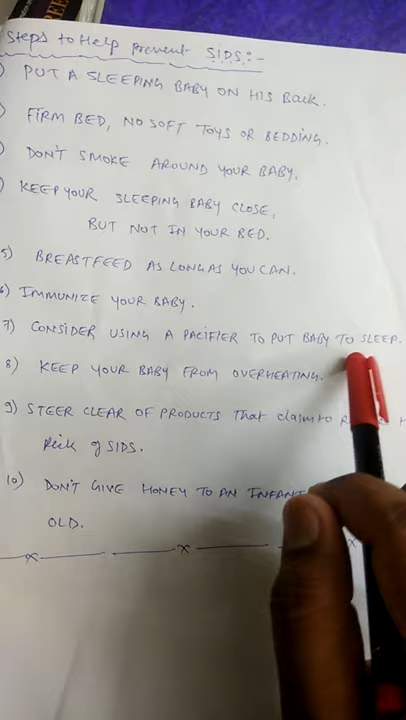 Steps to Help Prevent SIDS:-
) PUT A SLEEPING BABY ON HIS Back.
) FIRM BED, NO SOFT TOYS OR BEDDING.
) DON'T SMOKE AROUND YOUR BABY.
) KEEP YOUR SLEEPING BABY CLOSE,
BUT NOT IN YOUR BED.
5) BREASTFEED AS LONG AS YOU CAN.
6) IMMUNIZE YOUR BABY.
7) CONSIDER USING A PACIFIER TO PUT BABY TO SLEEP.
8) KEEP YOUR BABY FROM OVERHEATING.
9) STEER CLEAR OF PRODUCTS That claim to
Risk of SIDS.
10) DON'T GIVE HONEY TO AN INFANT
OLD.